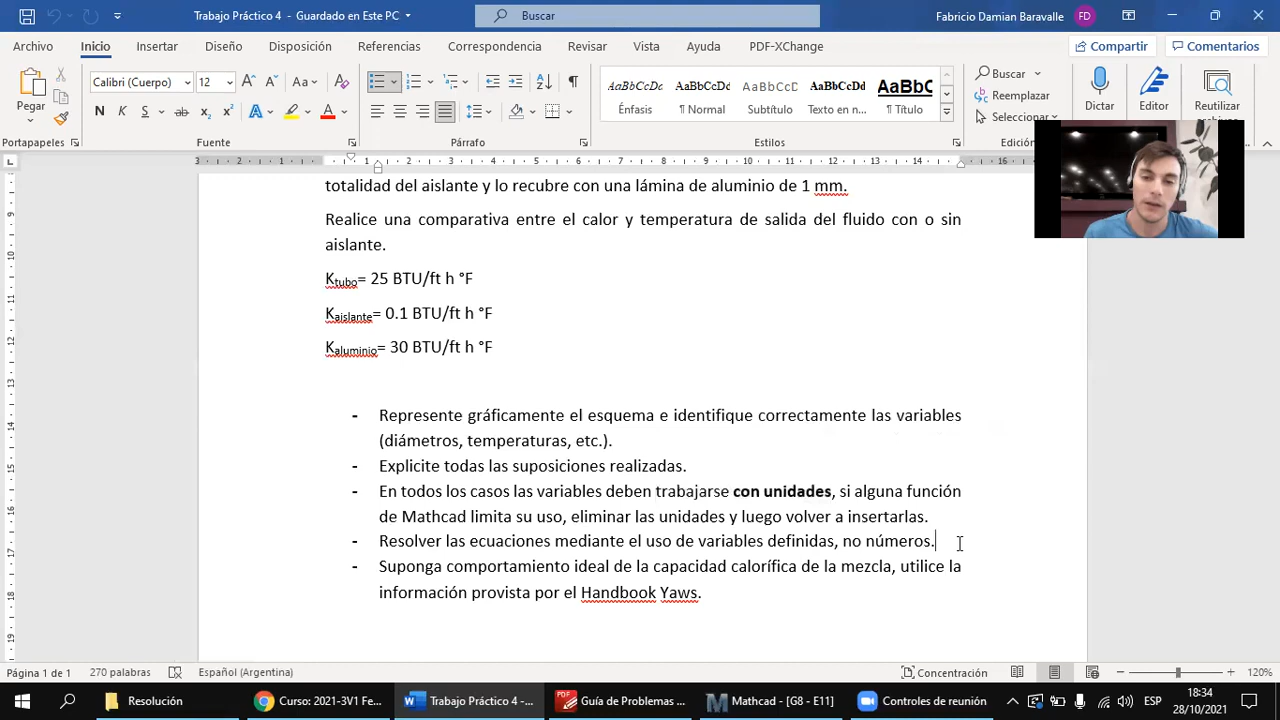 Trabajo Práctico 4 - Guardado en Este PC
Buscar
Fabricio Damian Baravalle
FD
Archivo Inicio Insertar Diseño Disposición Referencias Correspondencia Revisar Vista Ayuda PDF-XChange Compartir Comentarios
Pegar
Calibri (Cuerpo) 12
N K S ab x₂ x²
AaBbCcDc AaBbCcDc AaBbCcDd AaBbCcDd AaBbC
Énfasis ¶ Normal Subtítulo Texto en n... ¶ Título
Buscar
Reemplazar
Seleccionar
Dictar
Editor
Reutilizar
Portapapeles Fuente Párrafo Estilos Edición
totalidad del aislante y lo recubre con una lámina de aluminio de 1 mm.
Realice una comparativa entre el calor y temperatura de salida del fluido con o sin
aislante.
Ktubo= 25 BTU/ft h °F
Kaislante= 0.1 BTU/ft h °F
Kaluminio= 30 BTU/ft h °F
- Represente gráficamente el esquema e identifique correctamente las variables
(diámetros, temperaturas, etc.).
- Explicite todas las suposiciones realizadas.
- En todos los casos las variables deben trabajarse con unidades, si alguna función
de Mathcad limita su uso, eliminar las unidades y luego volver a insertarlas.
- Resolver las ecuaciones mediante el uso de variables definidas, no números.
- Suponga comportamiento ideal de la capacidad calorífica de la mezcla, utilice la
información provista por el Handbook Yaws.
Página 1 de 1 270 palabras Español (Argentina) Concentración 120%
Resolución
Curso: 2021-3V1 Fe...
Trabajo Práctico 4 -...
Guía de Problemas ...
Mathcad - [G8 - E11]
Controles de reunión
ESP
18:34
28/10/2021